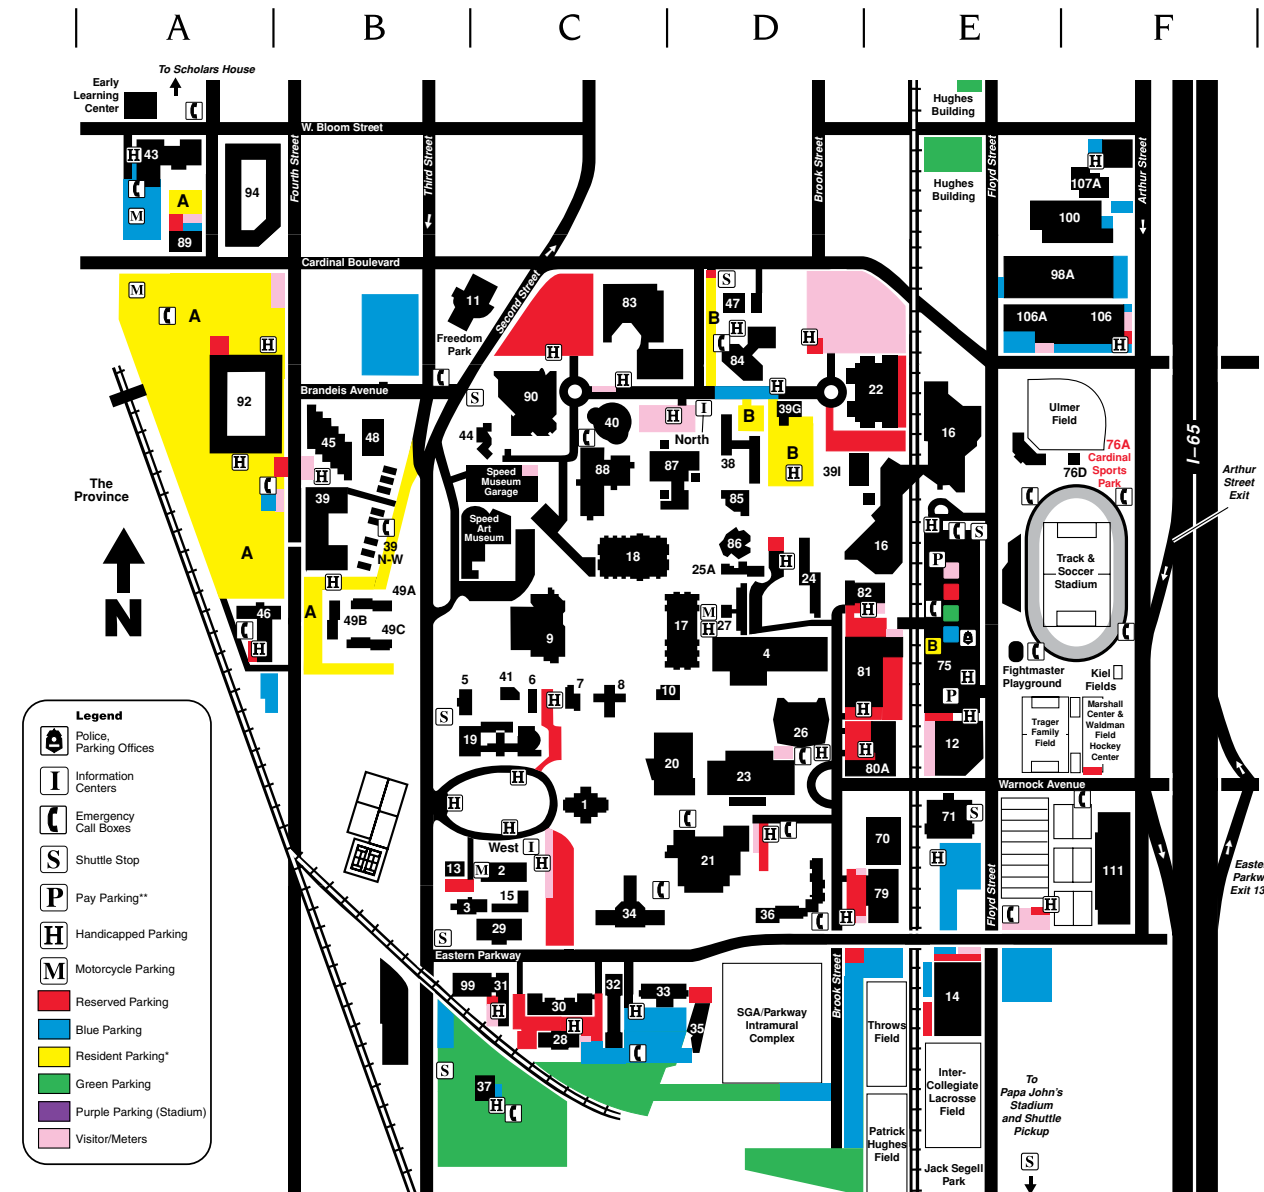 A B C D E F
To Scholars House
Early
Learning
Center
W. Bloom Street
Fourth Street
Third Street
Brook Street
Floyd Street
Arthur Street
Hughes
Building
Hughes
Building
H 43
M
A
89
94
H
107A
100
98A
106A 106
H
Cardinal Boulevard
Second Street
M
A
H
92
H
A
11
Freedom
Park
83
H
S
47
B
H
84
H
22
Brandeis Avenue
S
90
H
H
I
North
H
B
39G
B
H
40
44
45
48
H
39
39
N-W
Speed
Museum
Garage
Speed
Art
Museum
88
87
38
39I
85
86
16
16
Ulmer
Field
76A
Cardinal
Sports
Park
76D
I-65
Arthur
Street
Exit
The
Province
N
18
25A
H
24
H
S
P
Track &
Soccer
Stadium
H
A
49A
49B
49C
46
H
9
17
M
H
27
4
82
H
81
B
75
H
P
H
Fightmaster
Playground
Kiel
Fields
Trager
Family
Field
Marshall
Center &
Waldman
Field
Hockey
Center
5
41
6
7
8
H
10
S
19
20
26
H
23
H
H
80A
12
Warnock Avenue
H
H
H
1
West I
H
13
M
2
15
3
29
S
34
21
H
36
H
70
79
71
S
H
Floyd Street
H
111
Easte
Parkw
Exit 13
Eastern Parkway
99
31
H
30
H
28
32
H
33
35
SGA/Parkway
Intramural
Complex
Brook Street
Throws
Field
14
Inter-
Collegiate
Lacrosse
Field
Patrick
Hughes
Field
Jack Segell
Park
To
Papa John's
Stadium
and Shuttle
Pickup
S
S
37
H
Legend
Police,
Parking Offices
I Information
Centers
Emergency
Call Boxes
S Shuttle Stop
P Pay Parking**
H Handicapped Parking
M Motorcycle Parking
Reserved Parking
Blue Parking
Resident Parking*
Green Parking
Purple Parking (Stadium)
Visitor/Meters